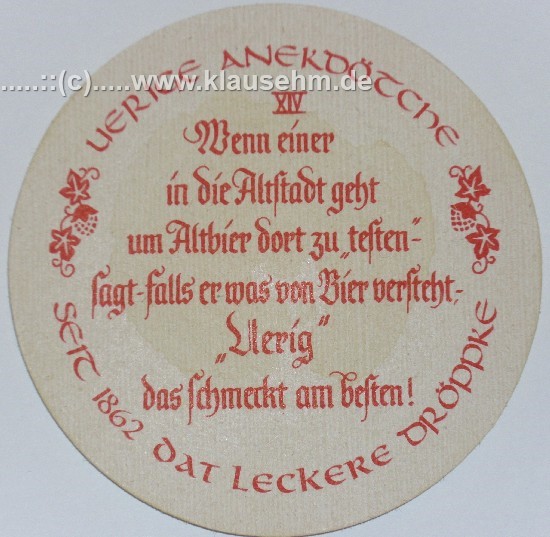 UERIGE ANEKDÖTCHE
.....::(c).....www.klausehm.de
XIV
Wenn einer
in die Altstadt geht
um Altbier dort zu „testen"-
sagt-falls er was von Bier versteht,-
„Uerig"
das schmeckt am besten!
SEIT 1862 DAT LECKERE DRÖPPKE